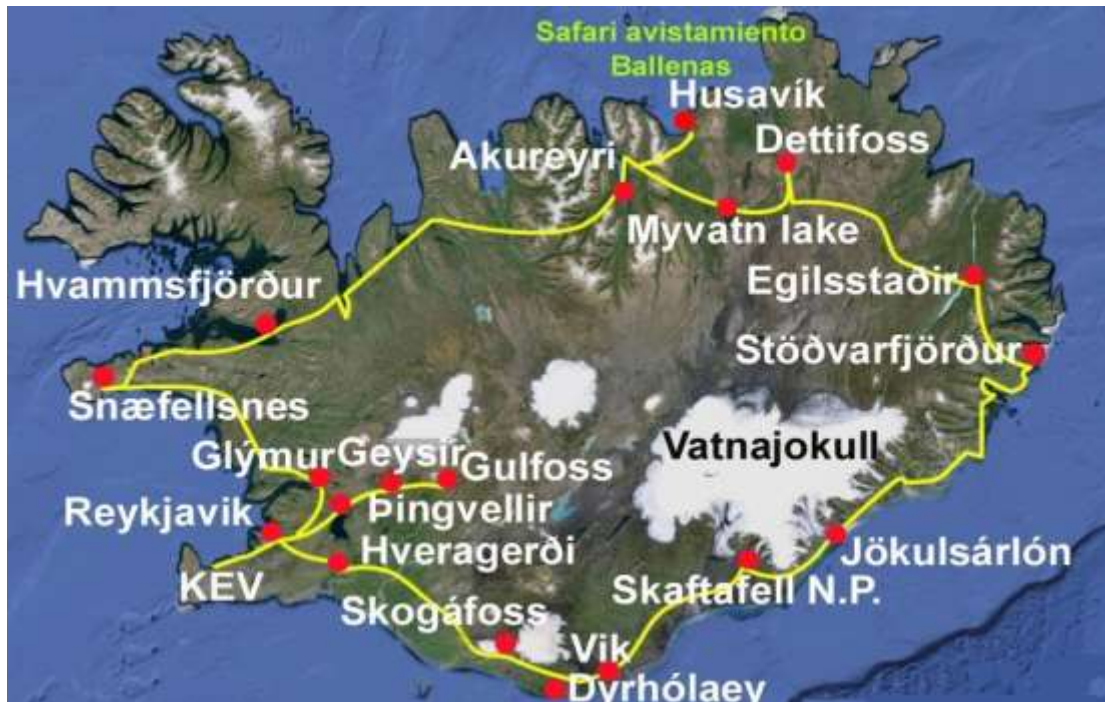 Safari avistamiento
Ballenas
Husavík
Dettifoss
Akureyri
Myvatn lake
Hvammsfjörður
Egilsstaðir
Stöðvarfjörður
Snæfellsnes
Vatnajokull
Glýmur
Geysir
Gulfoss
Reykjavik
Þingvellir
Hveragerði
Jökulsárlón
KEV
Skaftafell N.P.
Skogáfoss
Vik
Dyrhólaey